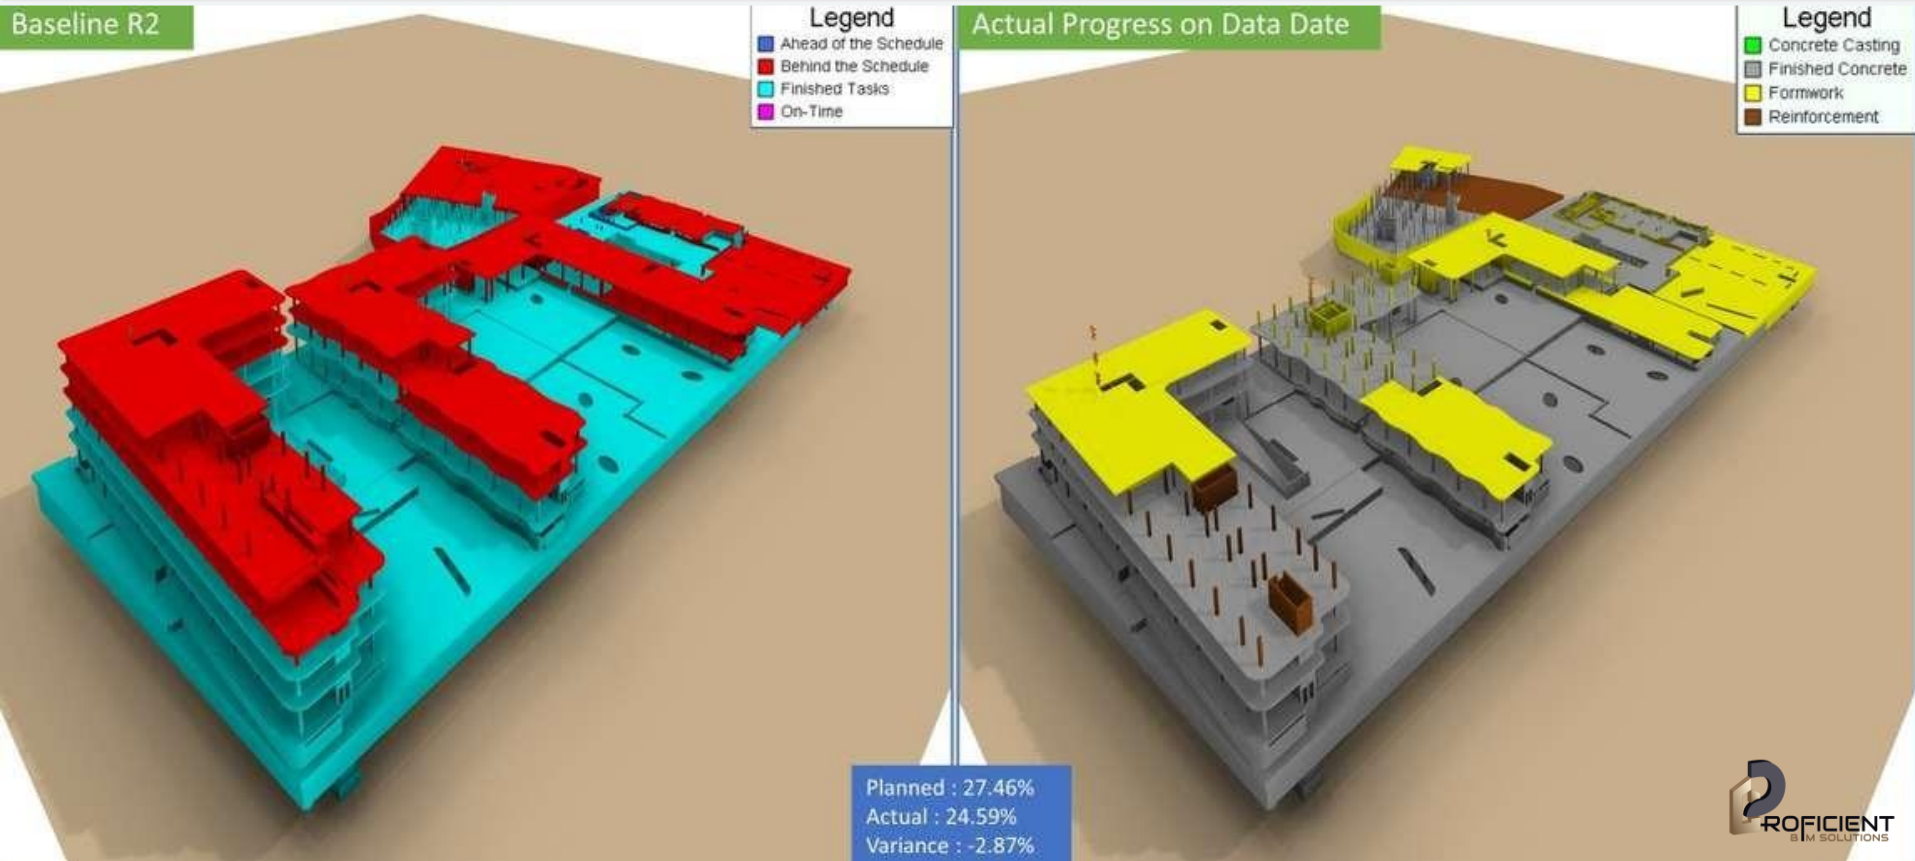 Baseline R2
Legend
Ahead of the Schedule
Behind the Schedule
Finished Tasks
On-Time
Actual Progress on Data Date
Legend
Concrete Casting
Finished Concrete
Formwork
Reinforcement
Planned : 27.46%
Actual : 24.59%
Variance : -2.87%
PROFICIENT
BIM SOLUTIONS